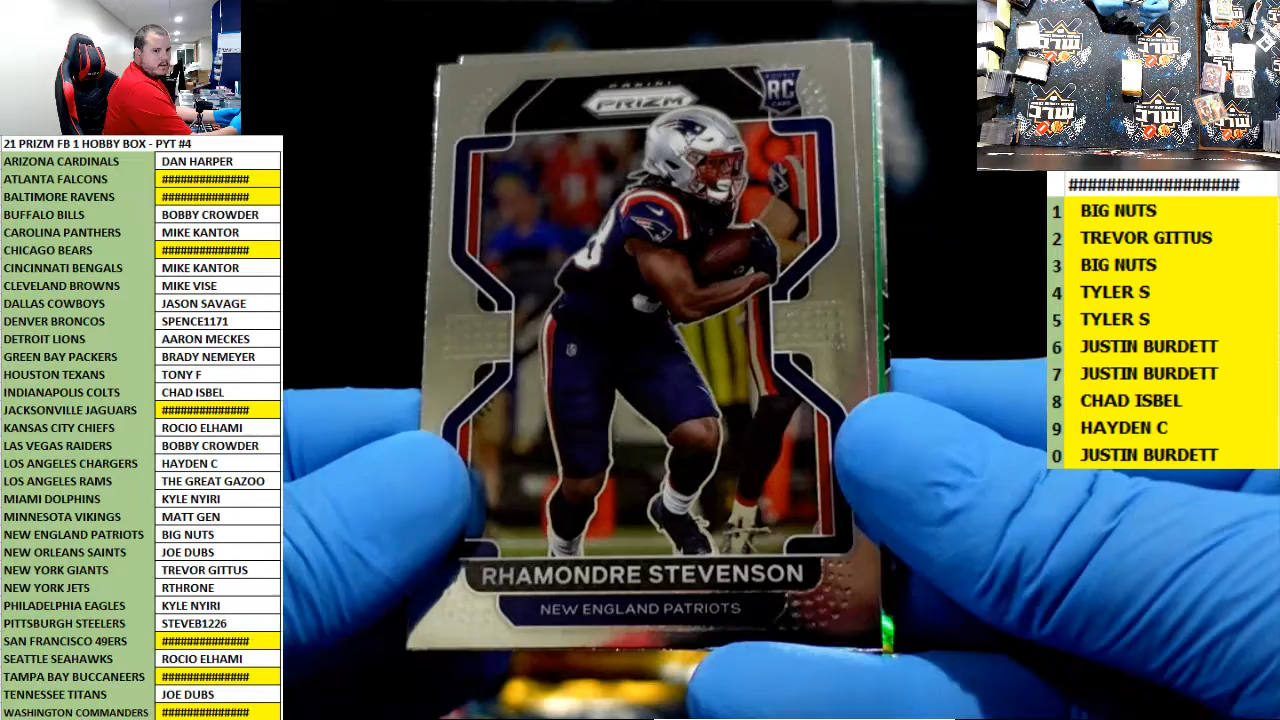 21 PRIZM FB 1 HOBBY BOX - PYT #4
ARIZONA CARDINALS DAN HARPER
ATLANTA FALCONS ##############
BALTIMORE RAVENS ##############
BUFFALO BILLS BOBBY CROWDER
CAROLINA PANTHERS MIKE KANTOR
CHICAGO BEARS ##############
CINCINNATI BENGALS MIKE KANTOR
CLEVELAND BROWNS MIKE VISE
DALLAS COWBOYS JASON SAVAGE
DENVER BRONCOS SPENCE1171
DETROIT LIONS AARON MECKES
GREEN BAY PACKERS BRADY NEMEYER
HOUSTON TEXANS TONY F
INDIANAPOLIS COLTS CHAD ISBEL
JACKSONVILLE JAGUARS ##############
KANSAS CITY CHIEFS ROCIO ELHAMI
LAS VEGAS RAIDERS BOBBY CROWDER
LOS ANGELES CHARGERS HAYDEN C
LOS ANGELES RAMS THE GREAT GAZOO
MIAMI DOLPHINS KYLE NYIRI
MINNESOTA VIKINGS MATT GEN
NEW ENGLAND PATRIOTS BIG NUTS
NEW ORLEANS SAINTS JOE DUBS
NEW YORK GIANTS TREVOR GITTUS
NEW YORK JETS RTHRONE
PHILADELPHIA EAGLES KYLE NYIRI
PITTSBURGH STEELERS STEVEB1226
SAN FRANCISCO 49ERS ##############
SEATTLE SEAHAWKS ROCIO ELHAMI
TAMPA BAY BUCCANEERS ##############
TENNESSEE TITANS JOE DUBS
WASHINGTON COMMANDERS ##############
PANINI
PRIZM
RC
RHAMONDRE STEVENSON
NEW ENGLAND PATRIOTS
##################
1 BIG NUTS
2 TREVOR GITTUS
3 BIG NUTS
4 TYLER S
5 TYLER S
6 JUSTIN BURDETT
7 JUSTIN BURDETT
8 CHAD ISBEL
9 HAYDEN C
0 JUSTIN BURDETT